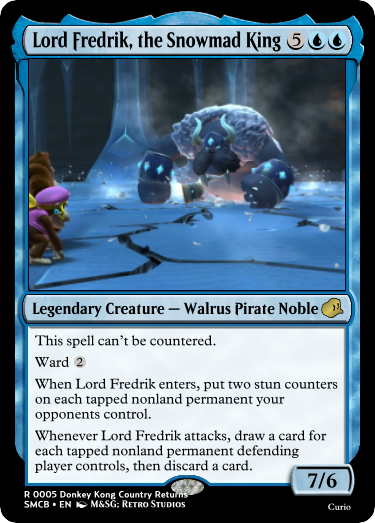 Lord Fredrik, the Snowmad King 5
Legendary Creature — Walrus Pirate Noble
This spell can't be countered.
Ward 2
When Lord Fredrik enters, put two stun counters
on each tapped nonland permanent your
opponents control.
Whenever Lord Fredrik attacks, draw a card for
each tapped nonland permanent defending
player controls, then discard a card.
7/6
R 0005 Donkey Kong Country Returns
SMCB • EN M&SG: Retro Studios
Curio